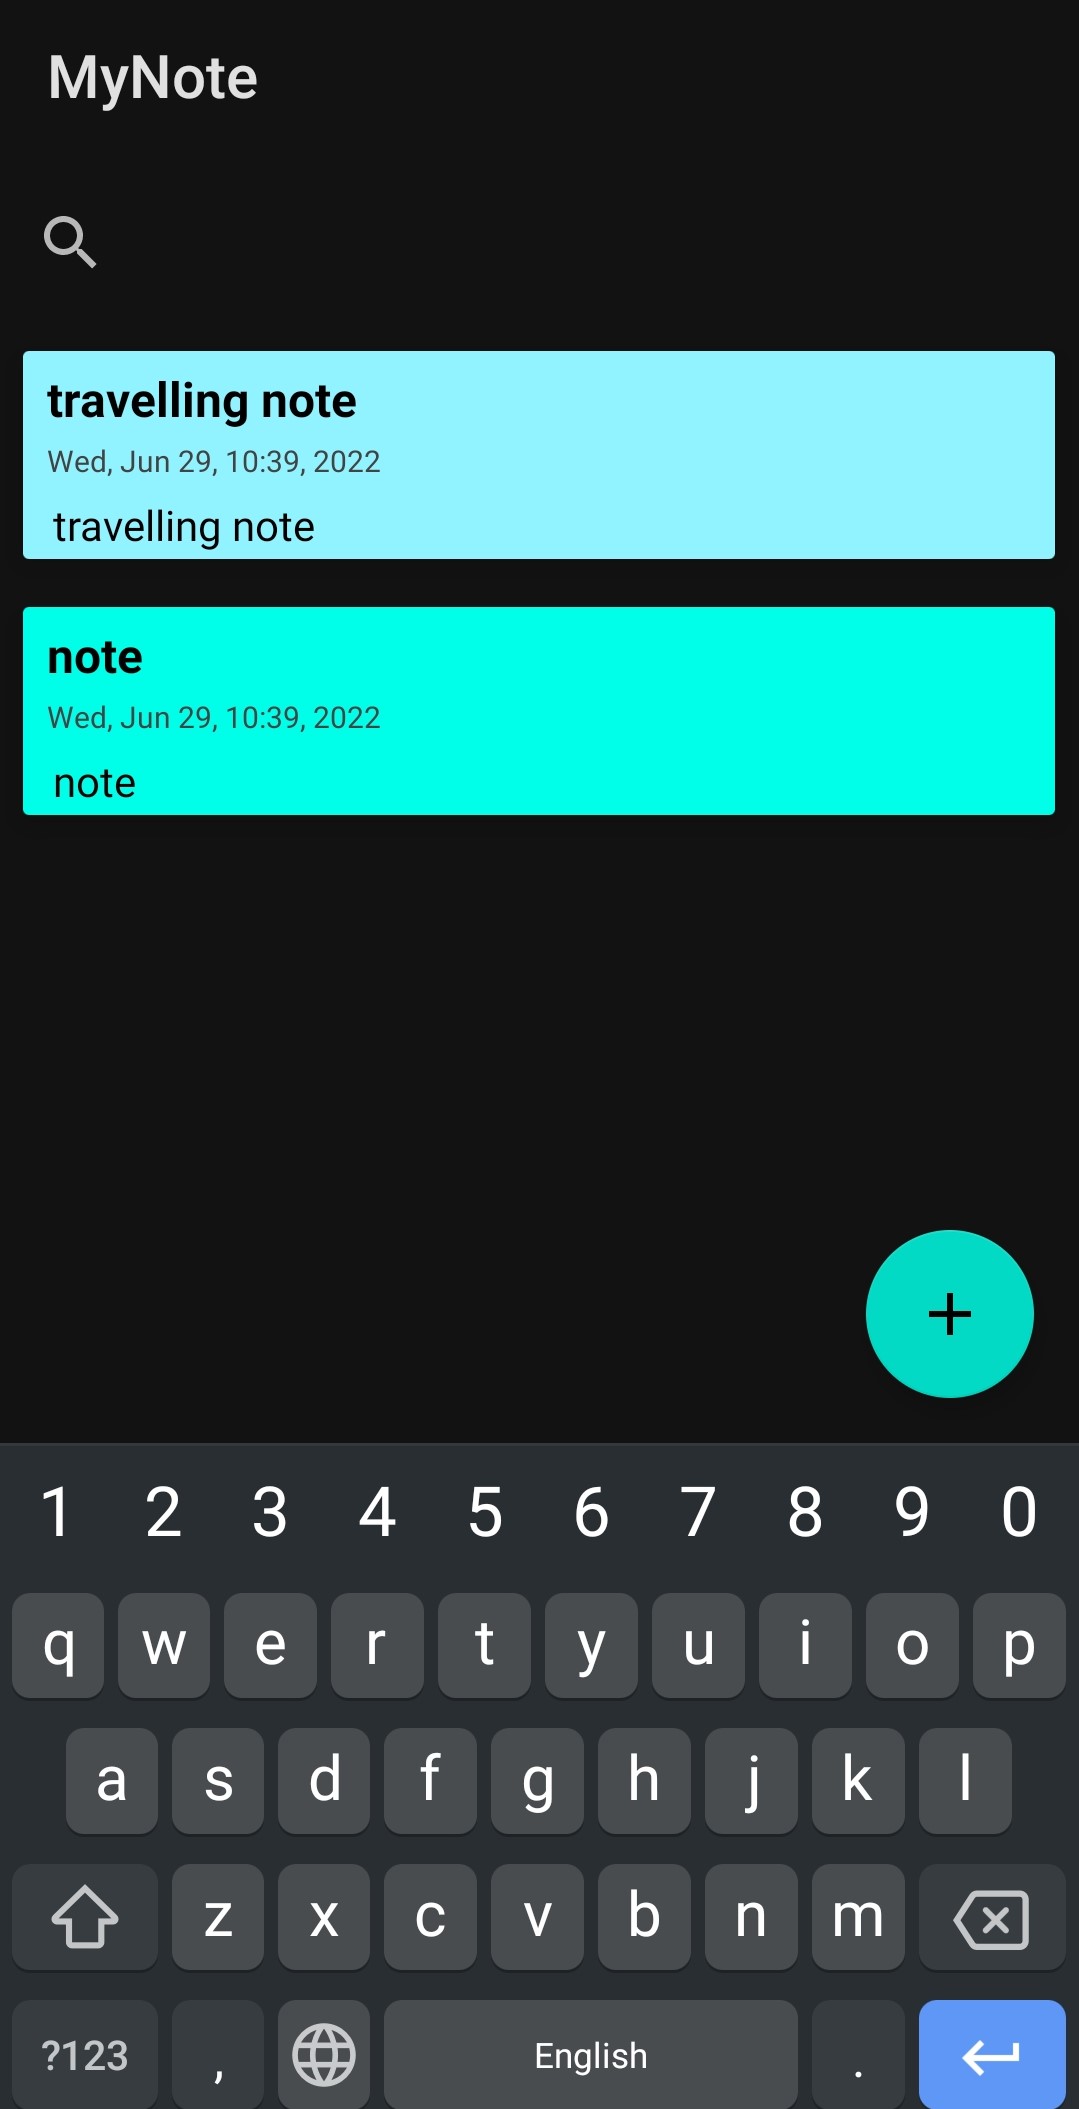 MyNote
travelling note
Wed, Jun 29, 10:39, 2022
travelling note
note
Wed, Jun 29, 10:39, 2022
note
1 2 3 4 5 6 7 8 9 0
q w e r t y u i o p
a s d f g h j k l
z x c v b n m
?123 , English .